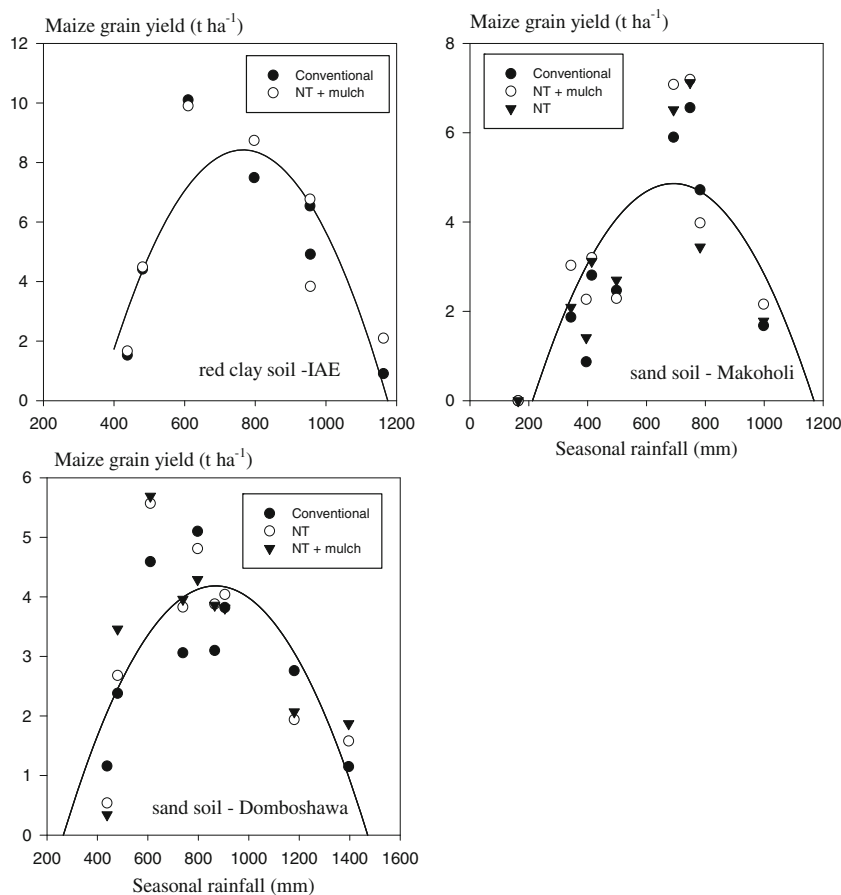 Maize grain yield (t ha-1)
12
10
8
6
4
2
0
200 400 600 800 1000 1200
Conventional
NT + mulch
red clay soil -IAE
Maize grain yield (t ha-1)
8
6
4
2
0
0 200 400 600 800 1000 1200
Conventional
NT + mulch
NT
sand soil - Makoholi
Seasonal rainfall (mm)
Maize grain yield (t ha-1)
6
5
4
3
2
1
0
200 400 600 800 1000 1200 1400 1600
Conventional
NT
NT + mulch
sand soil - Domboshawa
Seasonal rainfall (mm)